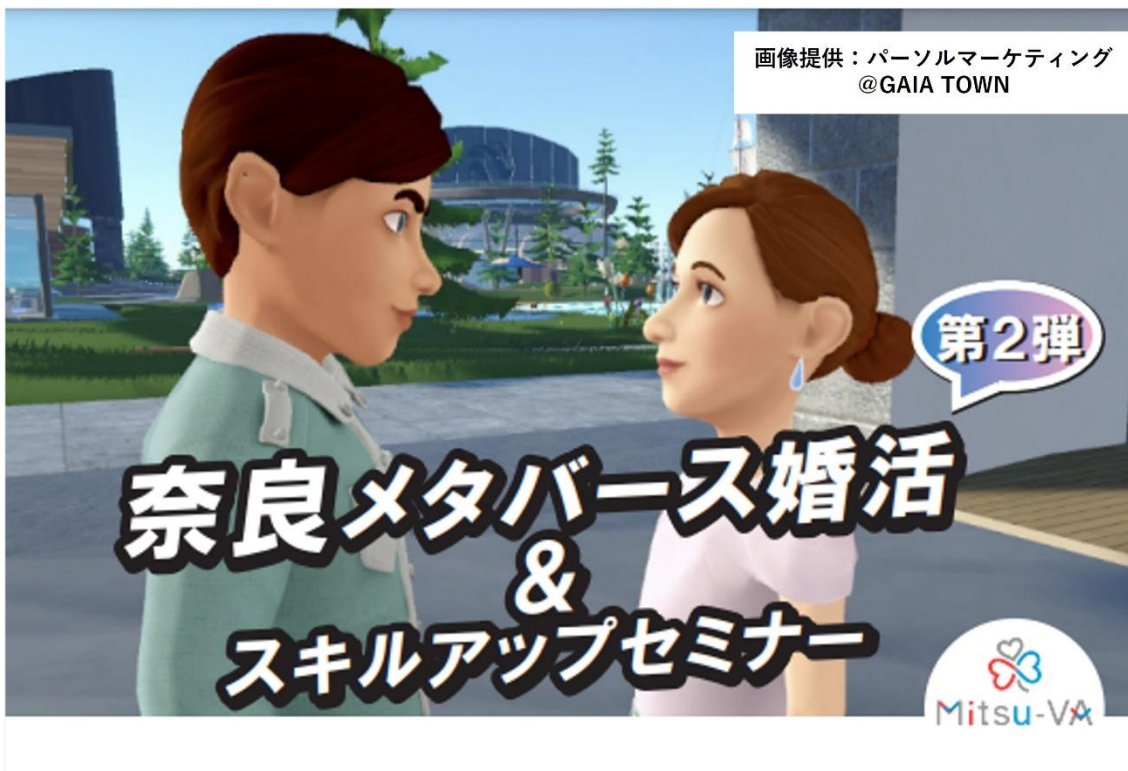 画像提供：パーソルマーケティング
@GAIA TOWN
第2弾
奈良メタバース婚活
&
スキルアップセミナー
Mitsu-VA